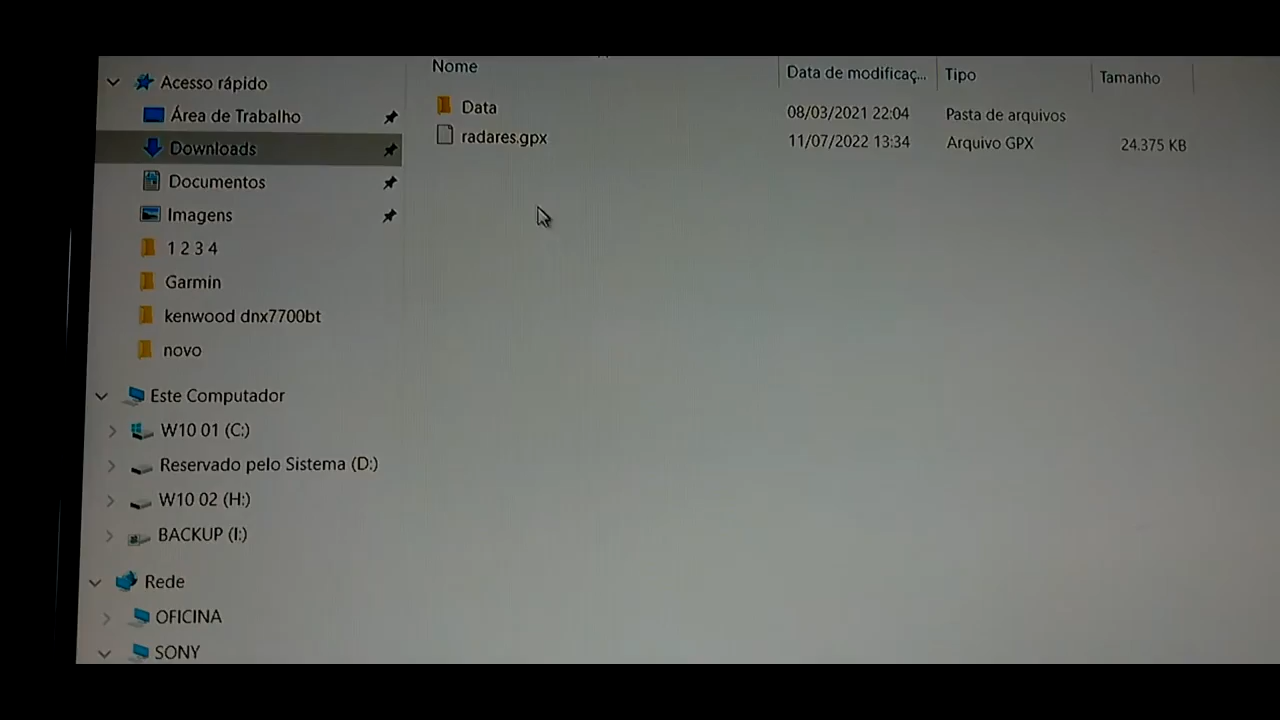 Nome Data de modificaç... Tipo Tamanho
Data 08/03/2021 22:04 Pasta de arquivos
radares.gpx 11/07/2022 13:34 Arquivo GPX 24.375 KB
Acesso rápido
Área de Trabalho
Downloads
Documentos
Imagens
1 2 3 4
Garmin
kenwood dnx7700bt
novo
Este Computador
W10 01 (C:)
Reservado pelo Sistema (D:)
W10 02 (H:)
BACKUP (I:)
Rede
OFICINA
SONY